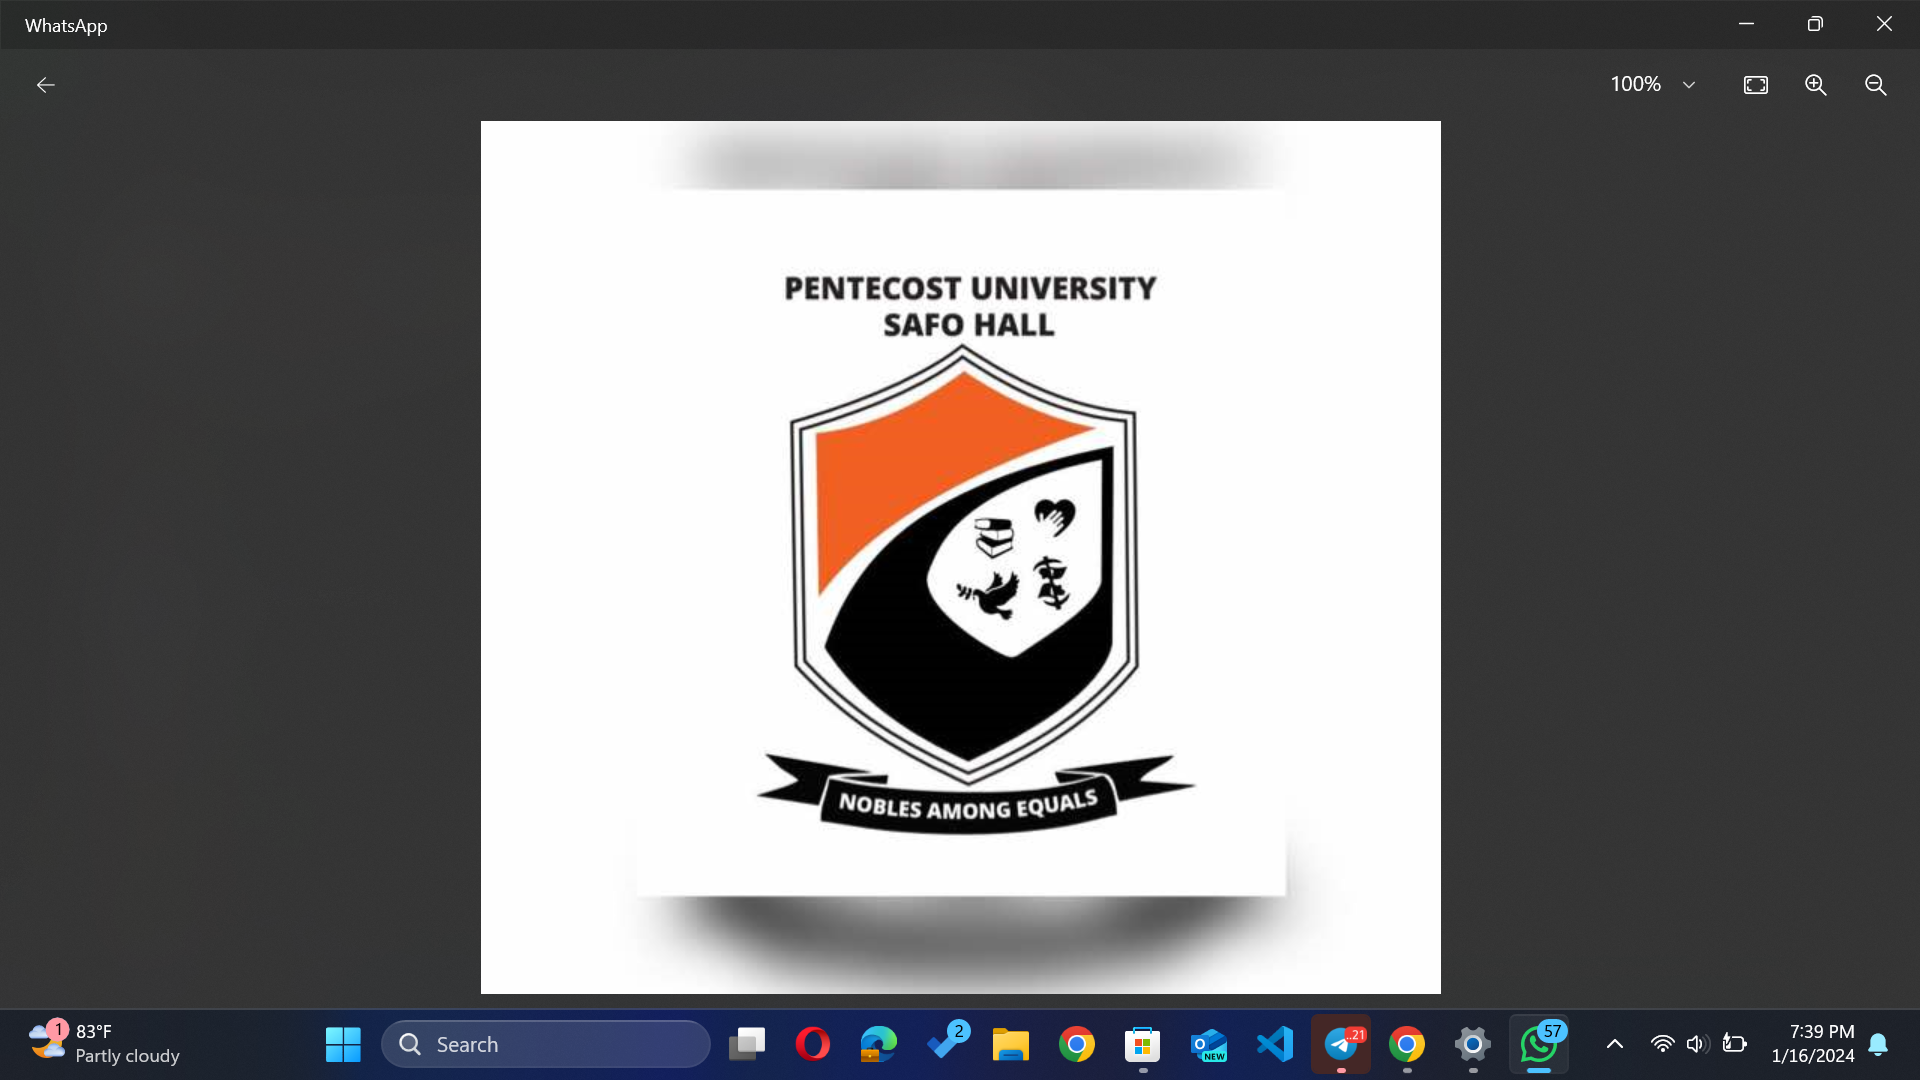 WhatsApp
100%
PENTECOST UNIVERSITY
SAFO HALL
NOBLES AMONG EQUALS
1
83°F
Partly cloudy
Search
2
NEW
..21
57
7:39 PM
1/16/2024